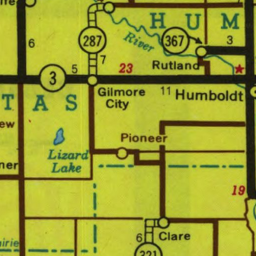 HUM
6
287
River
367
3
Rutland
7
5
23
3
TAS
Gilmore
City
11
Humboldt
Pioneer
Lizard
Lake
19
6
Clare
321